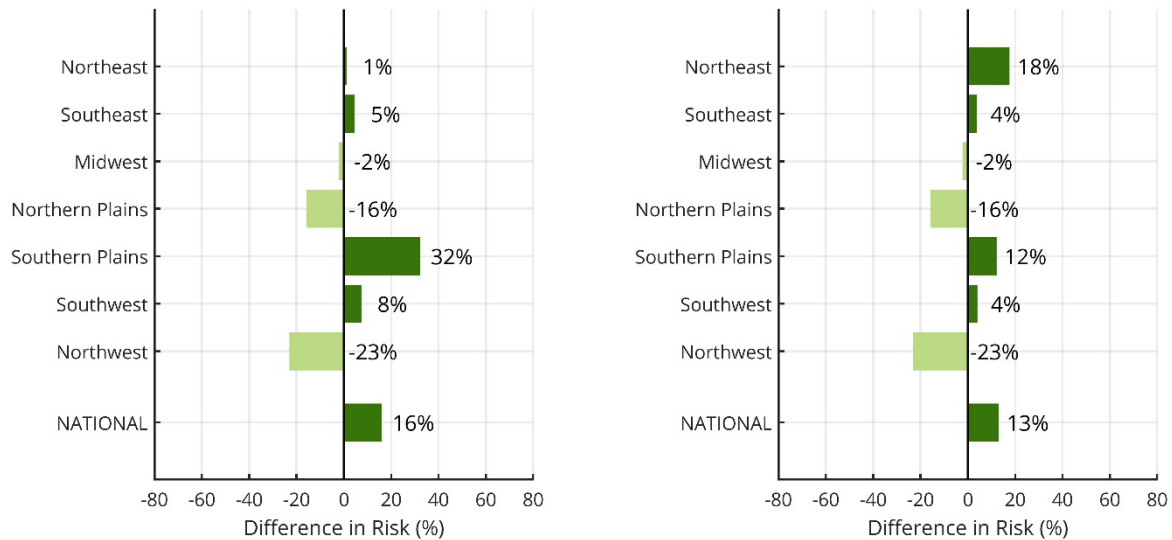 Northeast 1%
Southeast 5%
Midwest -2%
Northern Plains -16%
Southern Plains 32%
Southwest 8%
Northwest -23%
NATIONAL 16%
-80 -60 -40 -20 0 20 40 60 80
Difference in Risk (%)
Northeast 18%
Southeast 4%
Midwest -2%
Northern Plains -16%
Southern Plains 12%
Southwest 4%
Northwest -23%
NATIONAL 13%
-80 -60 -40 -20 0 20 40 60 80
Difference in Risk (%)